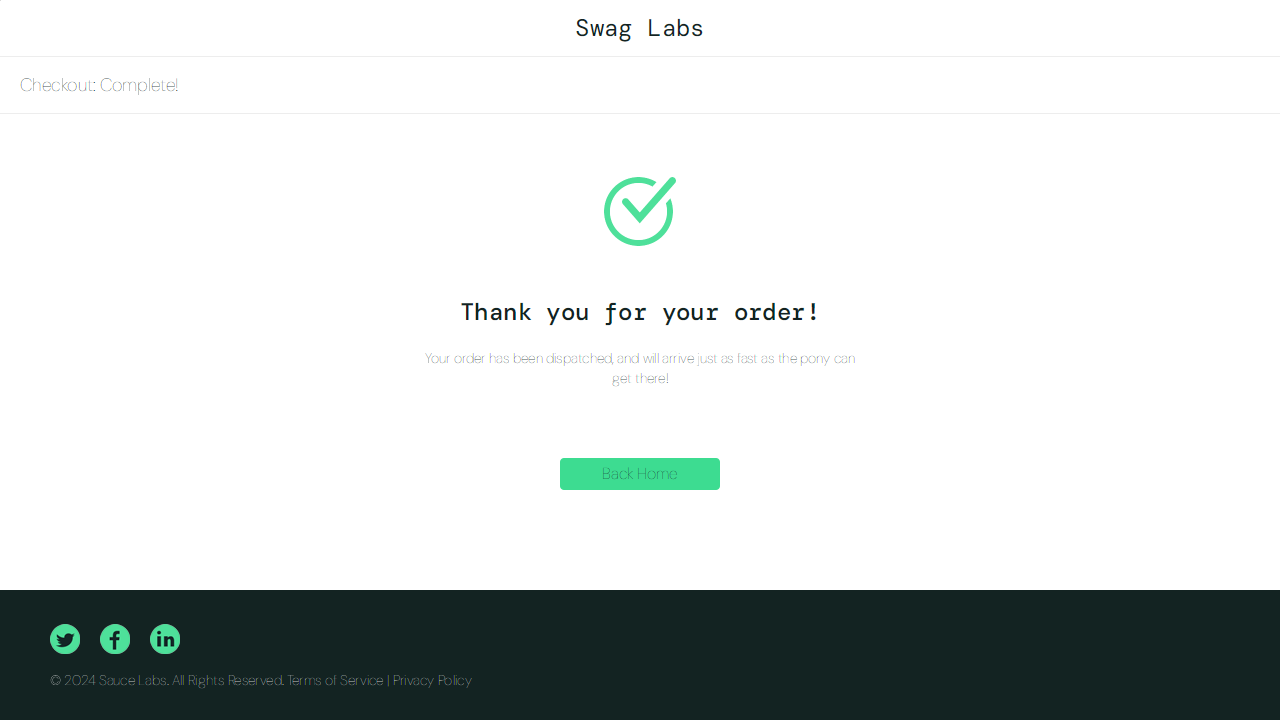 Swag Labs
Checkout: Complete!
Thank you for your order!
Your order has been dispatched, and will arrive just as fast as the pony can
get there!
Back Home
© 2024 Sauce Labs. All Rights Reserved. Terms of Service | Privacy Policy